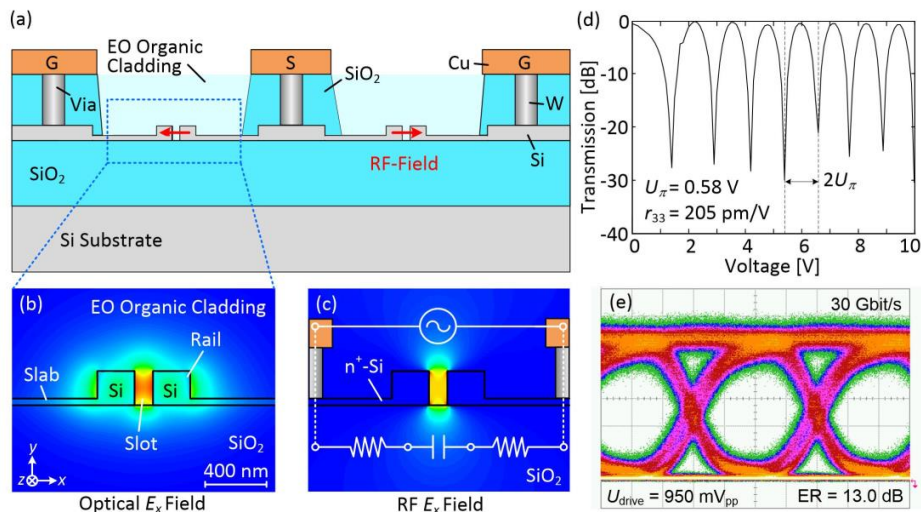 (a)
G
EO Organic
Cladding
S
G
SiO₂
Cu
Via
W
Si
RF-Field
SiO₂
Si Substrate
(b)
EO Organic Cladding
Rail
Slab
Si
Si
Slot
SiO₂
y
z
x
400 nm
Optical Eₓ Field
(c)
n⁺-Si
SiO₂
RF Eₓ Field
(d)
Transmission [dB]
0
-10
-20
-30
-40
Uπ = 0.58 V
r₃₃ = 205 pm/V
2Uπ
0
2
4
6
8
10
Voltage [V]
(e)
30 Gbit/s
Udrive = 950 mVpp
ER = 13.0 dB